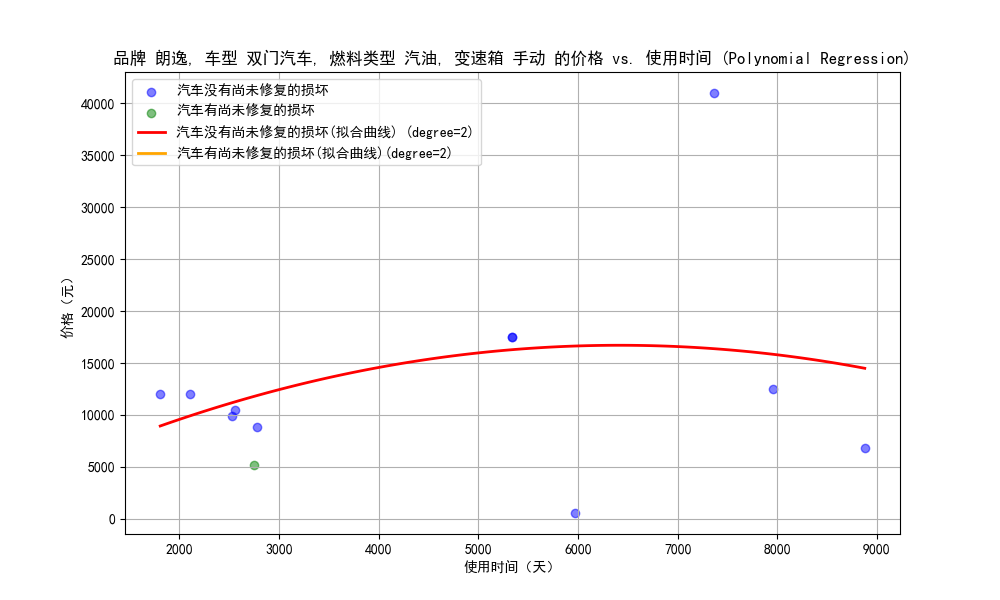 品牌 朗逸, 车型 双门汽车, 燃料类型 汽油, 变速箱 手动 的价格 vs. 使用时间 (Polynomial Regression)
汽车没有尚未修复的损坏
汽车有尚未修复的损坏
汽车没有尚未修复的损坏(拟合曲线) (degree=2)
汽车有尚未修复的损坏(拟合曲线)(degree=2)
价格（元）
40000
35000
30000
25000
20000
15000
10000
5000
0
2000 3000 4000 5000 6000 7000 8000 9000
使用时间（天）